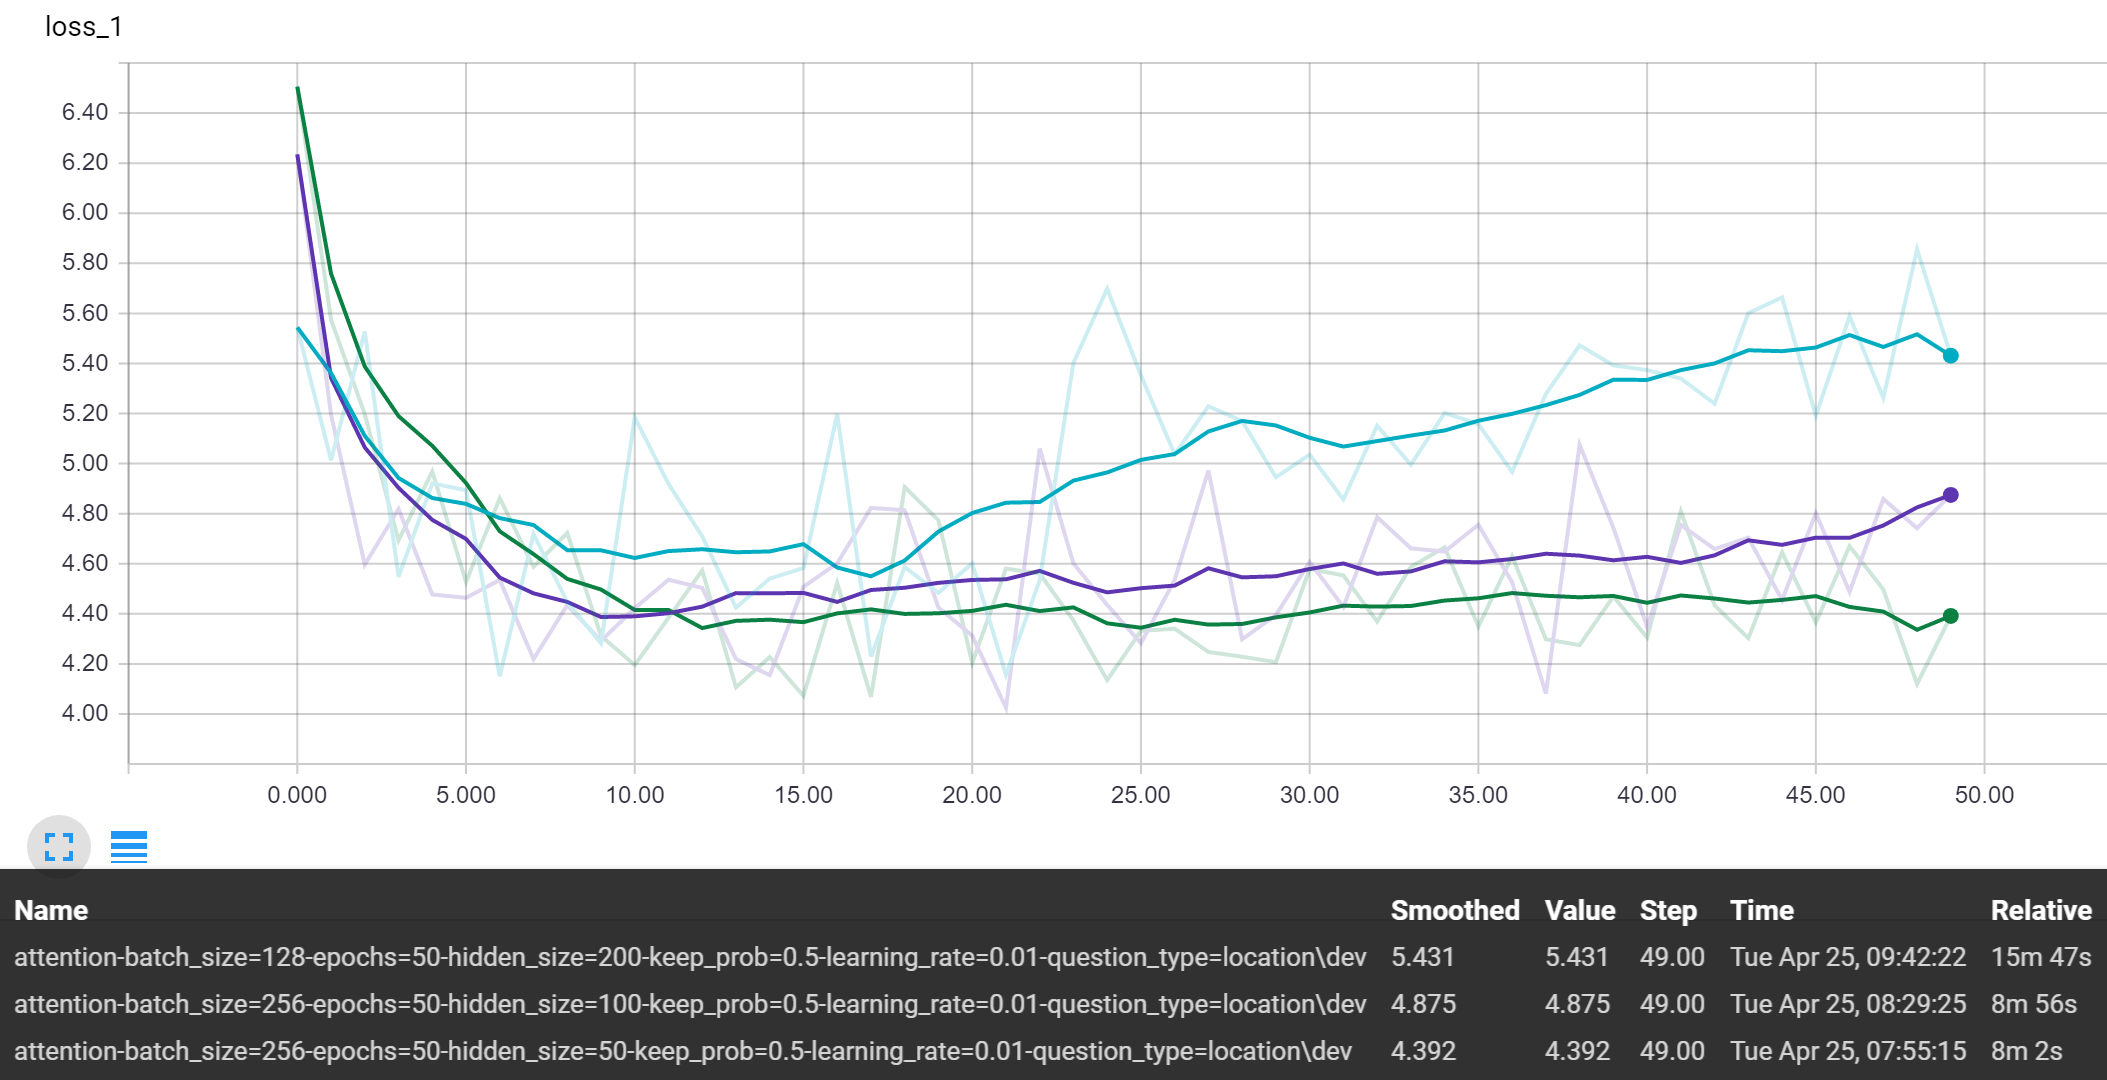 loss_1
6.40
6.20
6.00
5.80
5.60
5.40
5.20
5.00
4.80
4.60
4.40
4.20
4.00
0.000 5.000 10.00 15.00 20.00 25.00 30.00 35.00 40.00 45.00 50.00
Name Smoothed Value Step Time Relative
attention-batch_size=128-epochs=50-hidden_size=200-keep_prob=0.5-learning_rate=0.01-question_type=location\dev 5.431 5.431 49.00 Tue Apr 25, 09:42:22 15m 47s
attention-batch_size=256-epochs=50-hidden_size=100-keep_prob=0.5-learning_rate=0.01-question_type=location\dev 4.875 4.875 49.00 Tue Apr 25, 08:29:25 8m 56s
attention-batch_size=256-epochs=50-hidden_size=50-keep_prob=0.5-learning_rate=0.01-question_type=location\dev 4.392 4.392 49.00 Tue Apr 25, 07:55:15 8m 2s